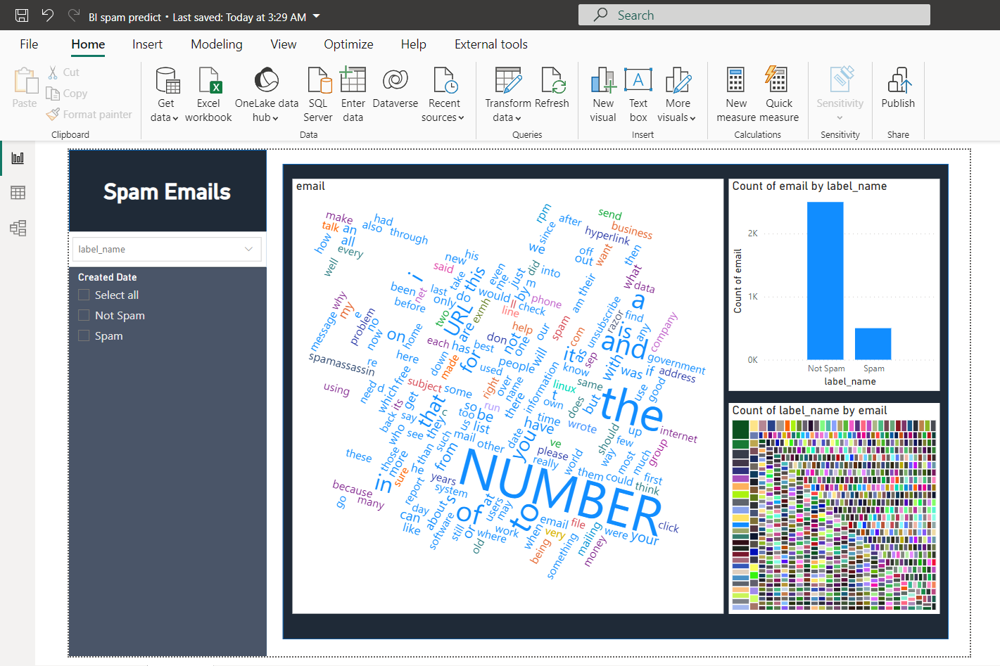 BI spam predict • Last saved: Today at 3:29 AM
Search
File Home Insert Modeling View Optimize Help External tools
Paste
Cut
Copy
Format painter
Clipboard
Get data
Excel workbook
OneLake data hub
SQL Server
Enter data
Dataverse
Recent sources
Data
Transform data
Refresh
Queries
New visual
Text box
More visuals
Insert
New measure
Quick measure
Calculations
Sensitivity
Sensitivity
Publish
Share
Spam Emails
label_name
Created Date
Select all
Not Spam
Spam
email
make
had
talk
an
also
through
how
all
every
well
rpm
after
send
since
hyperlink
business
we
off
out
want
then
his
new
said
take
this
even
me
just
did
into
what
data
i
been
last
net
do
would
by
m
am
their
a
before
only
two
URL
exmh
line
ll
check
phone
unsubscribe
razor
find
is
any
company
why
my
e
no
problem
now
message
on
home
are
help
don
not
one
our
spam
com
each
has
best
will
it
as
sep
and
government
spamassassin
re
here
down
made
for
used
people
know
with
was
if
address
using
need
d
which
free
subject
some
right
over
name
information
linux
same
t
own
but
use
good
its
get
that
c
so
too
be
run
there
does
the
back
say
who
see
they
us
list
have
time
wrote
should
up
internet
these
those
more
than
such
mail
other
from
date
you
ve
please
really
world
way
few
most
much
group
he
sure
years
system
in
report
NUMBER
them
could
think
first
because
many
go
day
can
like
about
s
software
still
of
or
at
users
may
to
old
where
work
when
email
file
very
being
something
mailing
money
were
your
click
Count of email by label_name
Count of email
2K
1K
0K
Not Spam Spam
label_name
Count of label_name by email